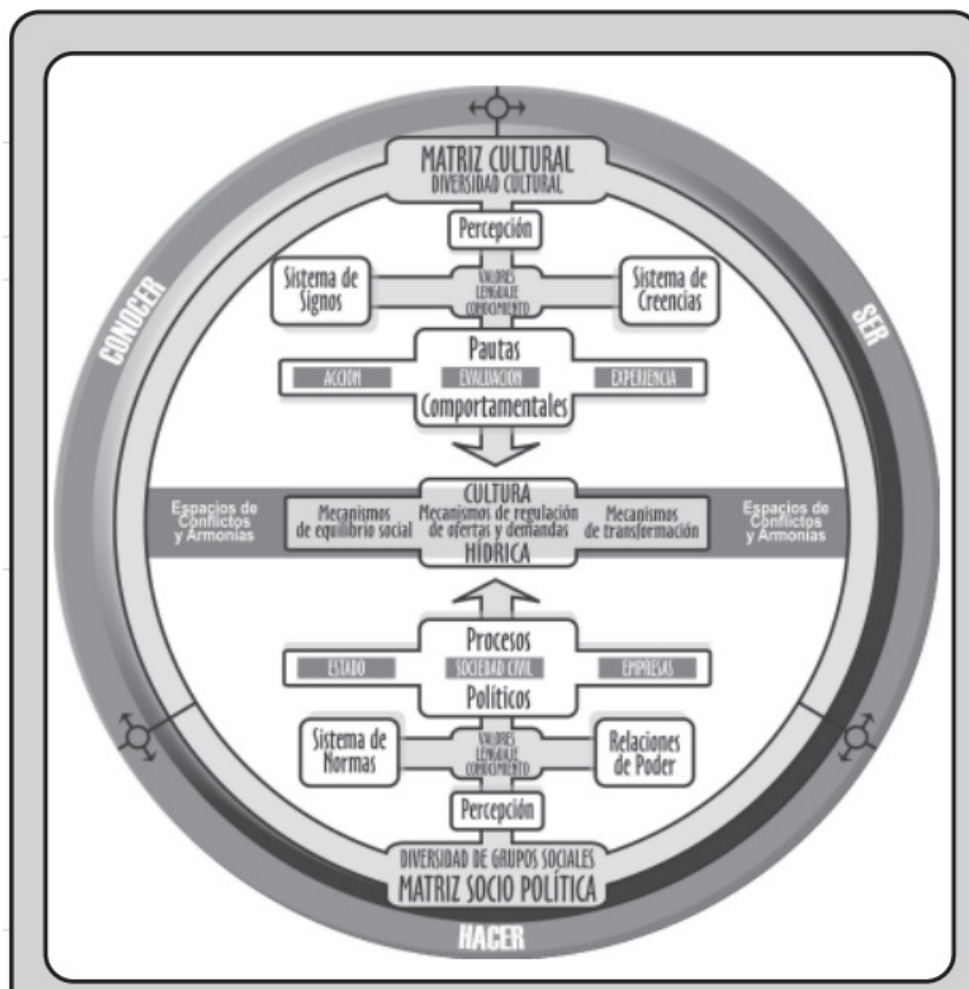 MATRIZ CULTURAL
DIVERSIDAD CULTURAL
Percepción
Sistema de
Signos
VALORES
LENGUAJE
CONOCIMIENTO
Sistema de
Creencias
CONOCER
SER
Pautas
ACCION
EVALUACION
EXPERIENCIA
Comportamentales
Espacios de
Conflictos
y Armonías
Mecanismos
de equilibrio social
CULTURA
Mecanismos de regulación
de ofertas y demandas
HÍDRICA
Mecanismos
de transformación
Espacios de
Conflictos
y Armonías
Procesos
ESTADO
SOCIEDAD CIVIL
EMPRESAS
Políticos
Sistema de
Normas
VALORES
LENGUAJE
CONOCIMIENTO
Relaciones
de Poder
Percepción
DIVERSIDAD DE GRUPOS SOCIALES
MATRIZ SOCIO POLÍTICA
HACER